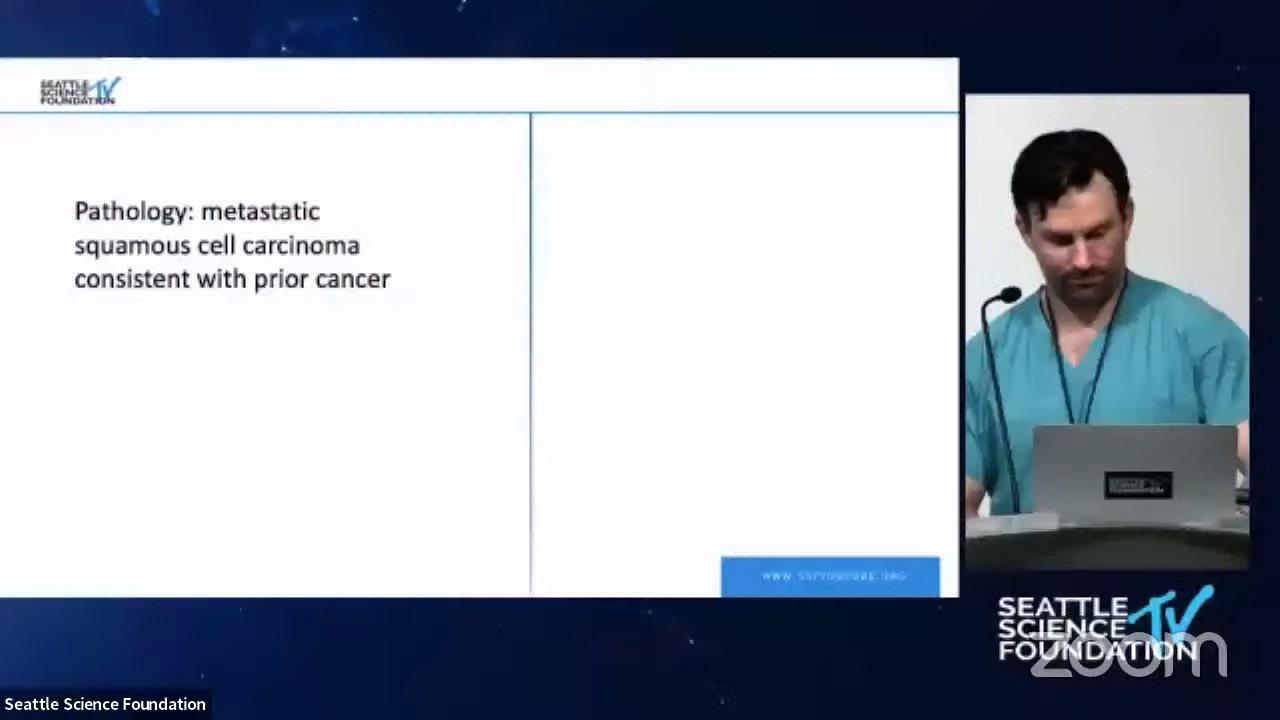 SEATTLE
SCIENCE TV
FOUNDATION
Pathology: metastatic
squamous cell carcinoma
consistent with prior cancer
SEATTLE
SCIENCE TV
FOUNDATION
zoom
Seattle Science Foundation